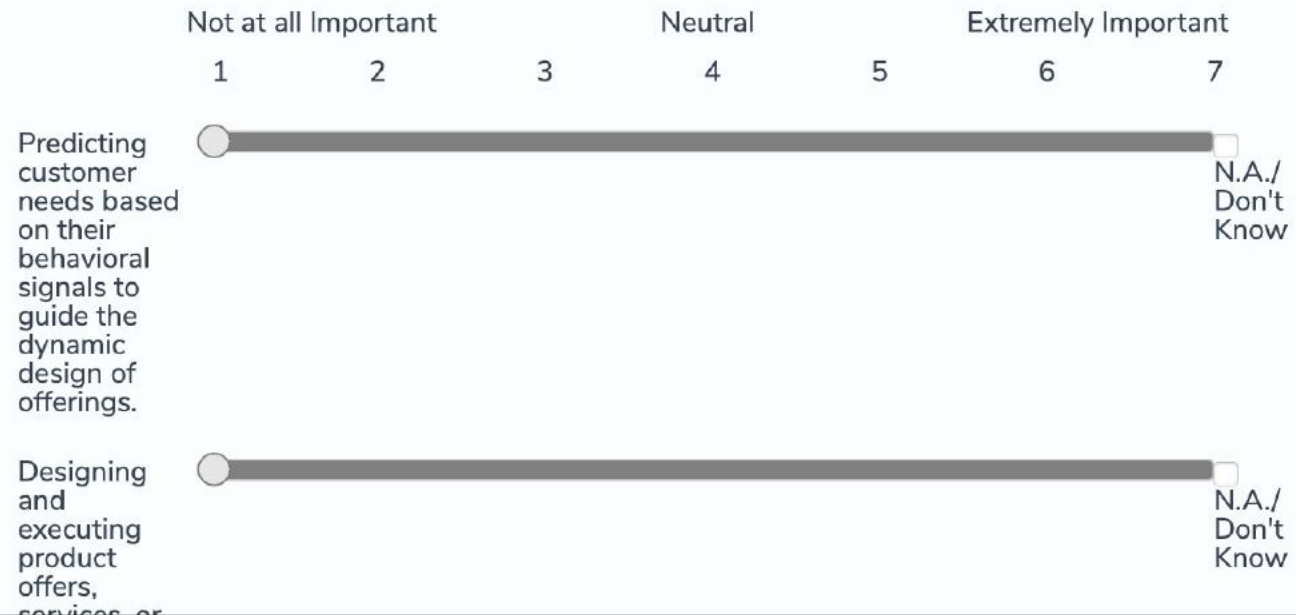 Not at all Important Neutral Extremely Important
1 2 3 4 5 6 7
Predicting
customer
needs based
on their
behavioral
signals to
guide the
dynamic
design of
offerings.
N.A./
Don't
Know
Designing
and
executing
product
offers,
services, or
N.A./
Don't
Know